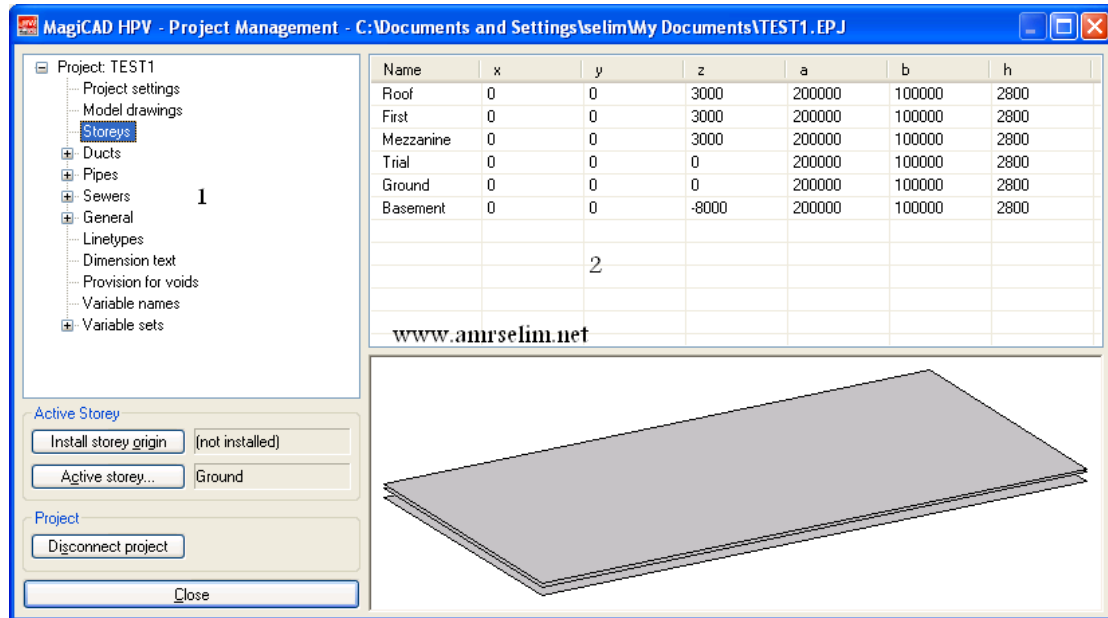 MagiCAD HPV - Project Management - C:\Documents and Settings\selim\My Documents\TEST1.EPJ
Project: TEST1
Project settings
Model drawings
Storeys
Ducts
Pipes
Sewers
General
Linetypes
Dimension text
Provision for voids
Variable names
Variable sets
1
Name x y z a b h
Roof 0 0 3000 200000 100000 2800
First 0 0 3000 200000 100000 2800
Mezzanine 0 0 3000 200000 100000 2800
Trial 0 0 0 200000 100000 2800
Ground 0 0 0 200000 100000 2800
Basement 0 0 -8000 200000 100000 2800
2
www.amrselim.net
Active Storey
Install storey origin (not installed)
Active storey... Ground
Project
Disconnect project
Close